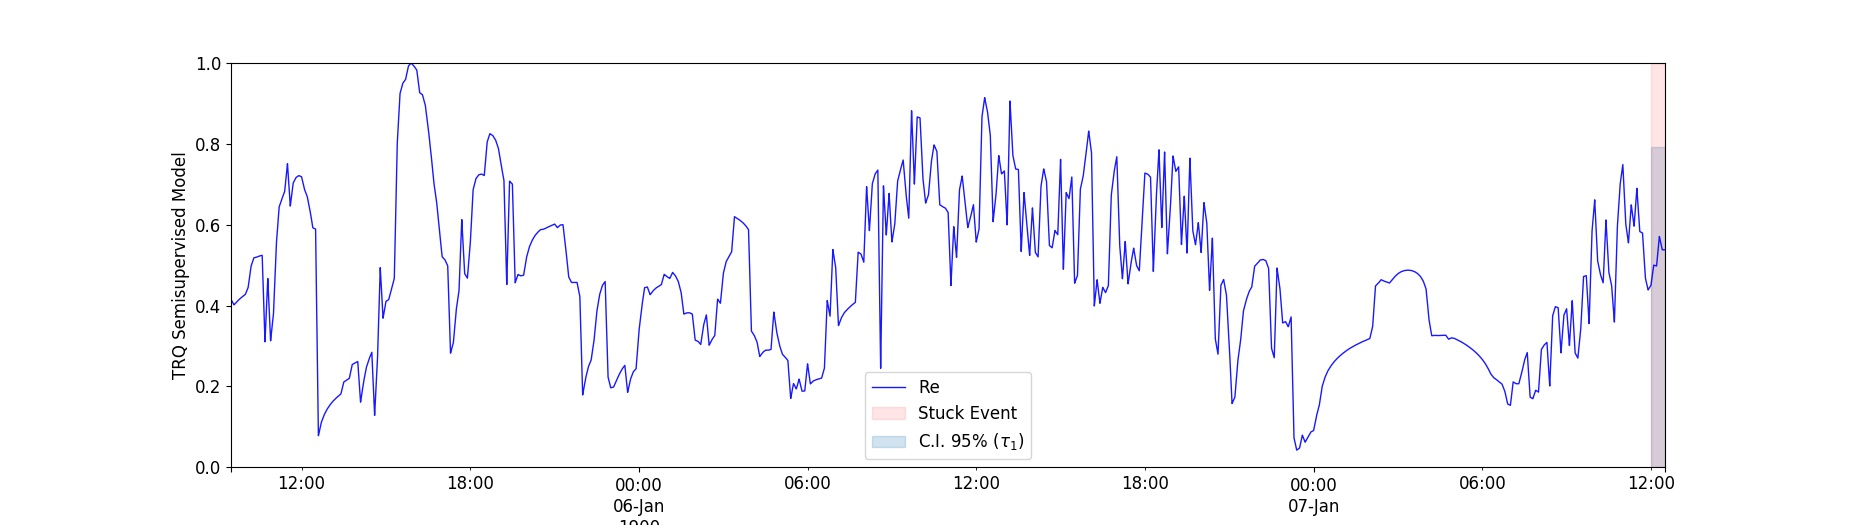 TRQ Semisupervised Model
1.0
0.8
0.6
0.4
0.2
0.0
Re
Stuck Event
C.I. 95% (τ₁)
12:00 18:00 00:00 06:00 12:00 18:00 00:00 06:00 12:00
06-Jan 07-Jan
1900